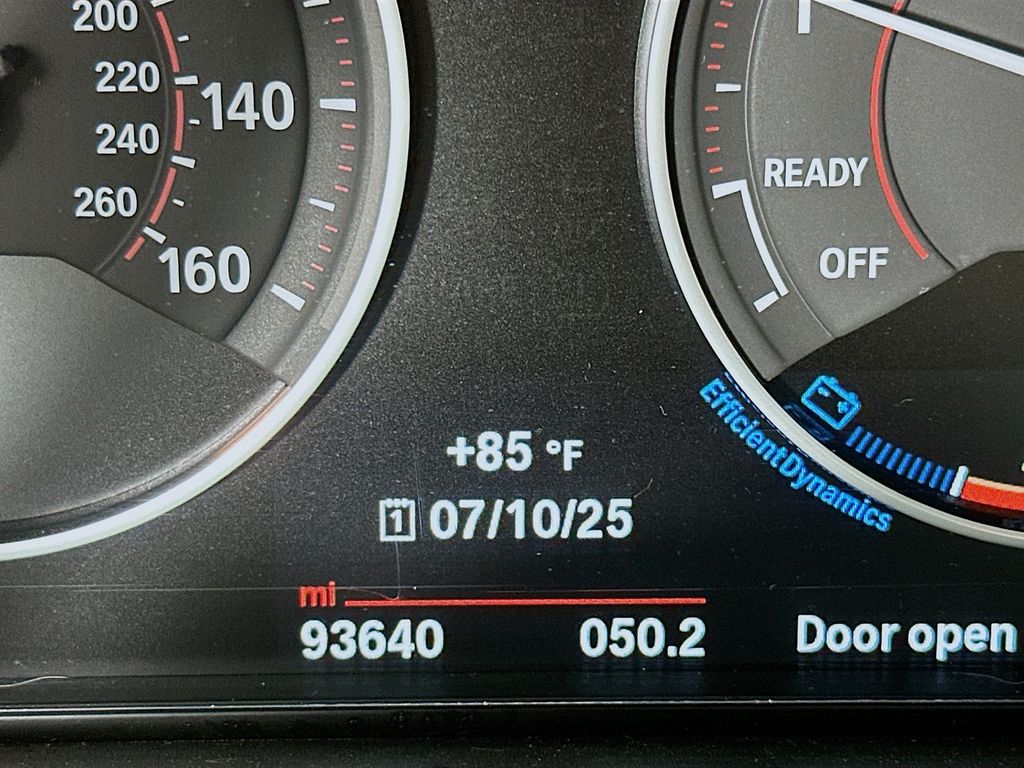 200
220
140
240
260
160
READY
OFF
EfficientDynamics
+85 °F
1 07/10/25
mi
93640 050.2 Door open